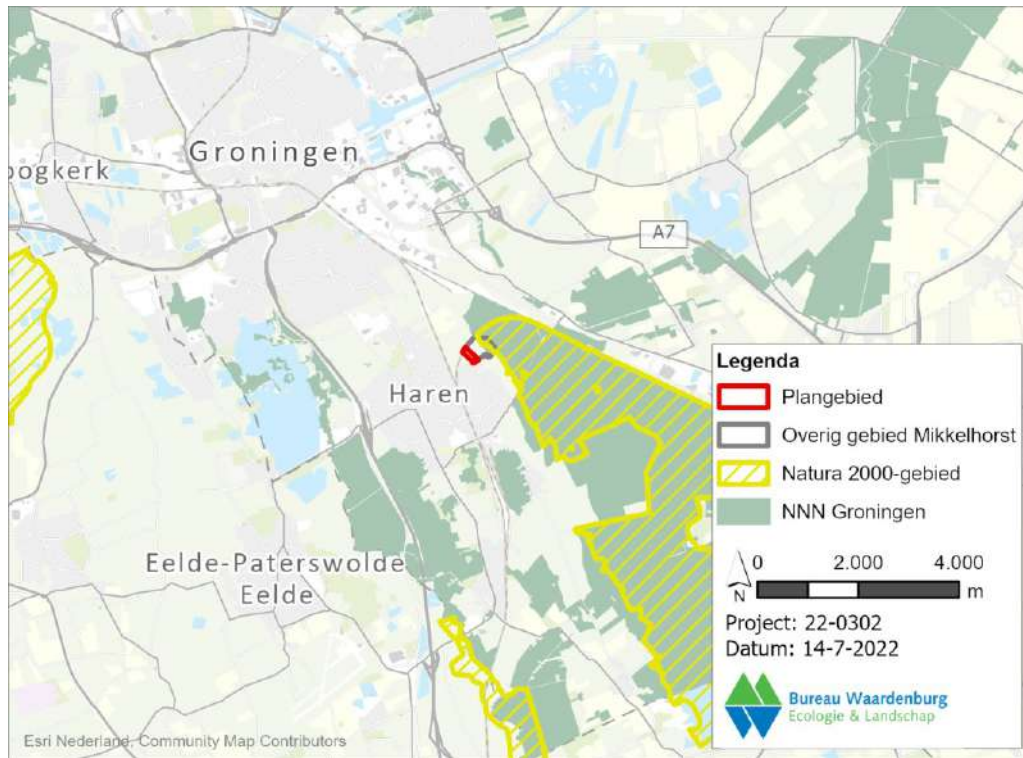 Groningen
oogkerk
A7
Haren
Eelde-Paterswolde
Eelde
Legenda
Plangebied
Overig gebied Mikkelhorst
Natura 2000-gebied
NNN Groningen
0 2.000 4.000
m
N
Project: 22-0302
Datum: 14-7-2022
Bureau Waardenburg
Ecologie & Landschap
Esri Nederland, Community Map Contributors